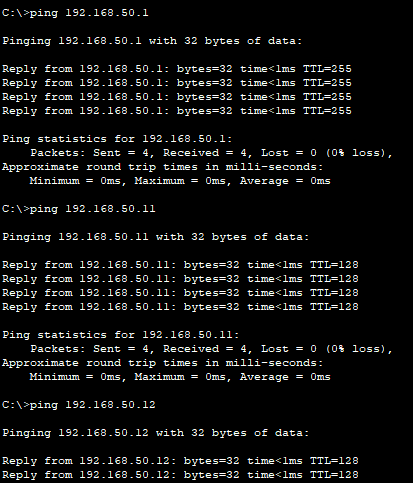 C:\>ping 192.168.50.1
Pinging 192.168.50.1 with 32 bytes of data:
Reply from 192.168.50.1: bytes=32 time<1ms TTL=255
Reply from 192.168.50.1: bytes=32 time<1ms TTL=255
Reply from 192.168.50.1: bytes=32 time<1ms TTL=255
Reply from 192.168.50.1: bytes=32 time<1ms TTL=255
Ping statistics for 192.168.50.1:
    Packets: Sent = 4, Received = 4, Lost = 0 (0% loss),
Approximate round trip times in milli-seconds:
    Minimum = 0ms, Maximum = 0ms, Average = 0ms
C:\>ping 192.168.50.11
Pinging 192.168.50.11 with 32 bytes of data:
Reply from 192.168.50.11: bytes=32 time<1ms TTL=128
Reply from 192.168.50.11: bytes=32 time<1ms TTL=128
Reply from 192.168.50.11: bytes=32 time<1ms TTL=128
Reply from 192.168.50.11: bytes=32 time<1ms TTL=128
Ping statistics for 192.168.50.11:
    Packets: Sent = 4, Received = 4, Lost = 0 (0% loss),
Approximate round trip times in milli-seconds:
    Minimum = 0ms, Maximum = 0ms, Average = 0ms
C:\>ping 192.168.50.12
Pinging 192.168.50.12 with 32 bytes of data:
Reply from 192.168.50.12: bytes=32 time<1ms TTL=128
Reply from 192.168.50.12: bytes=32 time<1ms TTL=128